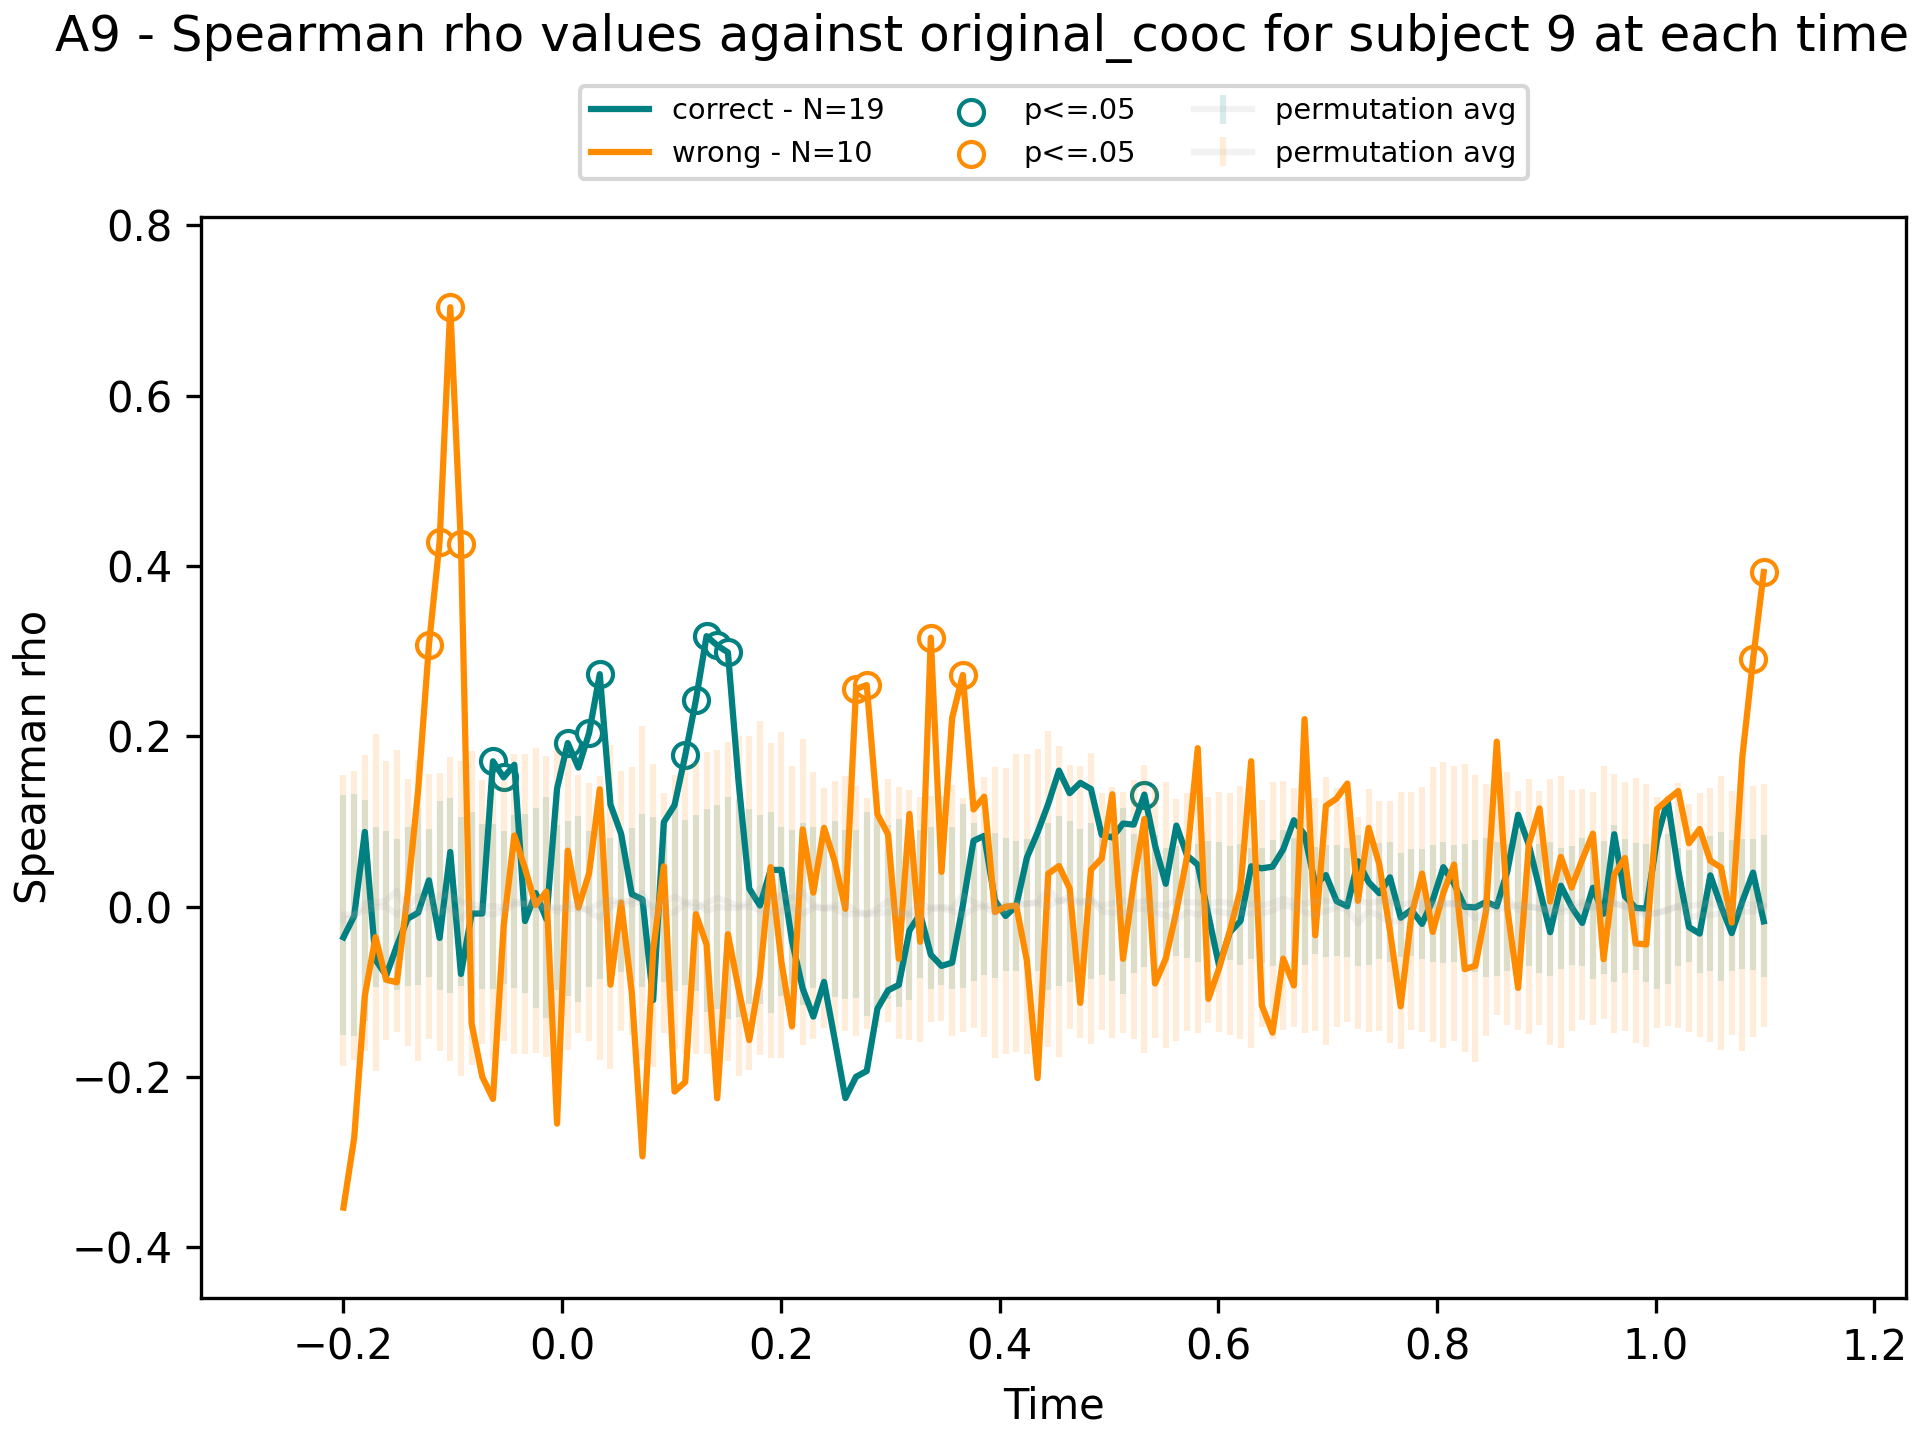 A9 - Spearman rho values against original_cooc for subject 9 at each time
correct - N=19
wrong - N=10
p<=.05
p<=.05
permutation avg
permutation avg
0.8
0.6
0.4
0.2
0.0
−0.2
−0.4
Spearman rho
−0.2 0.0 0.2 0.4 0.6 0.8 1.0 1.2
Time